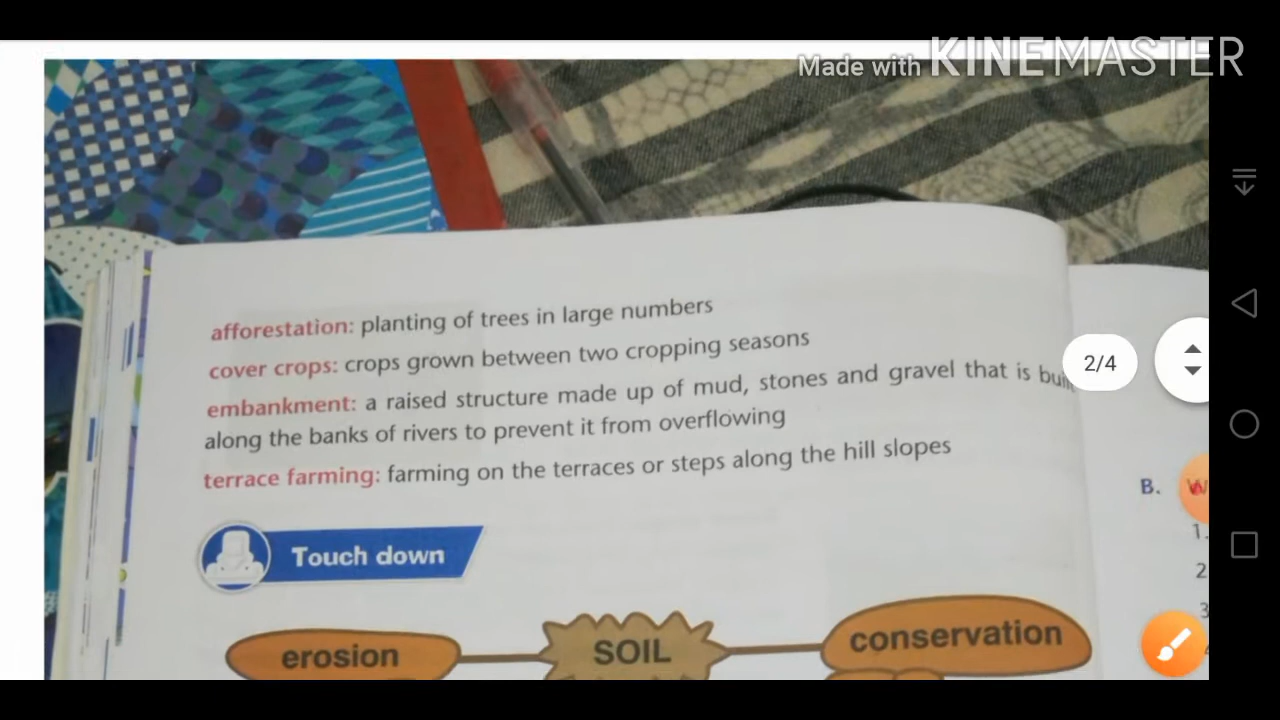 Made with KINEMASTER
afforestation: planting of trees in large numbers
cover crops: crops grown between two cropping seasons
embankment: a raised structure made up of mud, stones and gravel that is
along the banks of rivers to prevent it from overflowing
terrace farming: farming on the terraces or steps along the hill slopes
2/4
B. W
1.
2
3
Touch down
erosion
SOIL
conservation